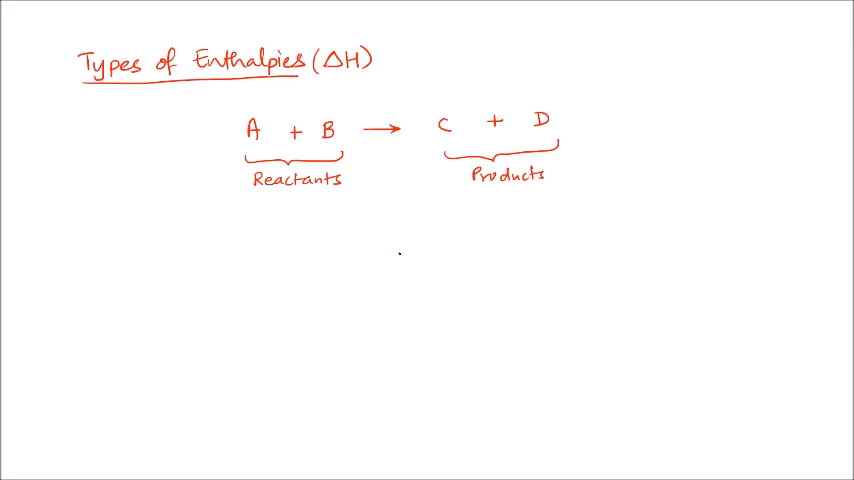 Types of Enthalpies (ΔH)
A + B → C + D
Reactants Products